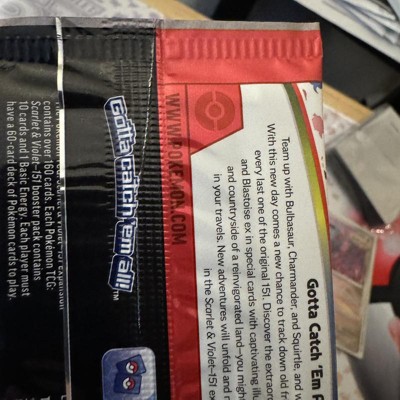 Gotta Catch 'Em
Team up with Bulbasaur, Charmander, and Squirtle, and
With this new day comes a new chance to track down old
every last one of the original 151. Discover the
and Blastoise ex in special cards with captivating
and countryside of a reinvigorated land—you might
in your travels. New adventures will unfold and
in the Scarlet & Violet–151
WWW.POKEMON.COM
Gotta catch 'em all!™
contains over 160 cards. Each Pokémon TCG:
Scarlet & Violet–151 booster pack contains
10 cards and 1 Basic Energy. Each player must
have a 60-card deck of Pokémon cards to play.